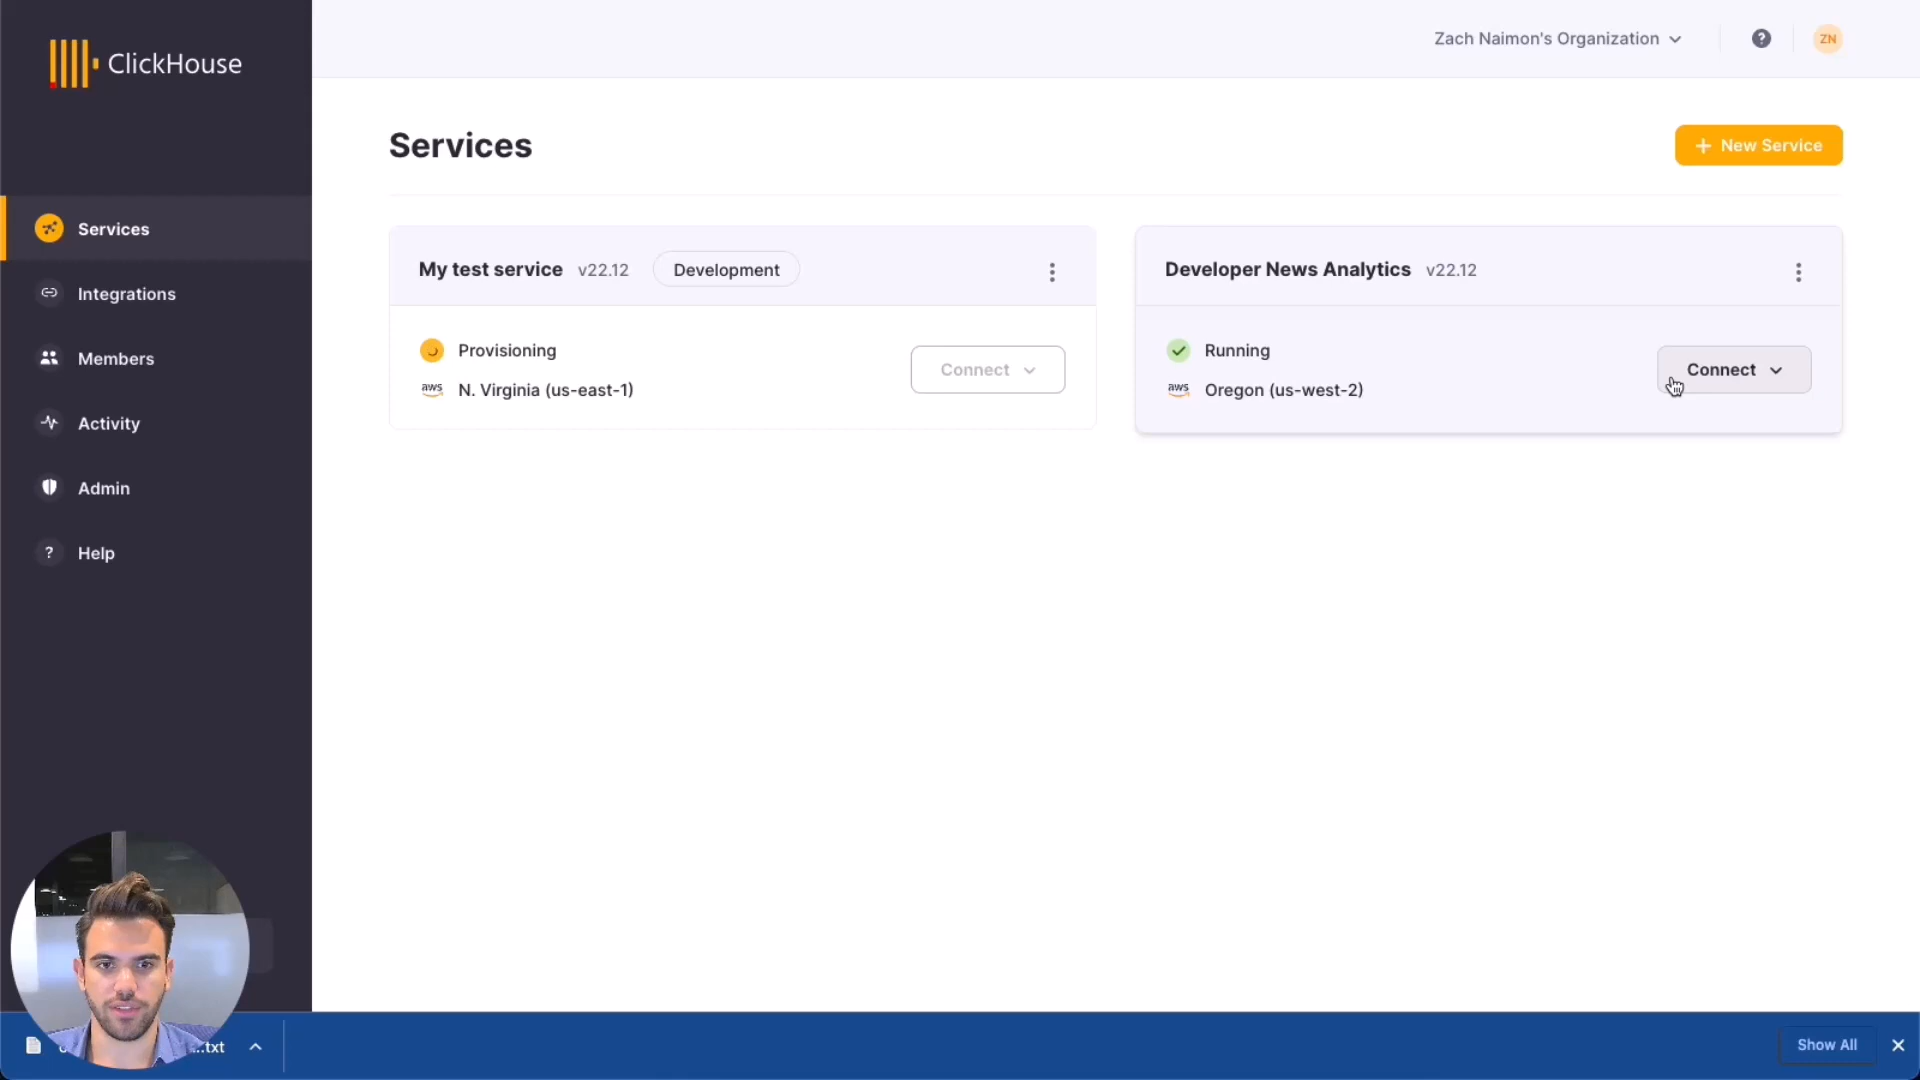 ClickHouse
Zach Naimon's Organization
?
ZN
Services
+ New Service
Services
Integrations
Members
Activity
Admin
? Help
My test service v22.12 Development
Provisioning
aws N. Virginia (us-east-1)
Connect
Developer News Analytics v22.12
Running
aws Oregon (us-west-2)
Connect
...txt
Show All